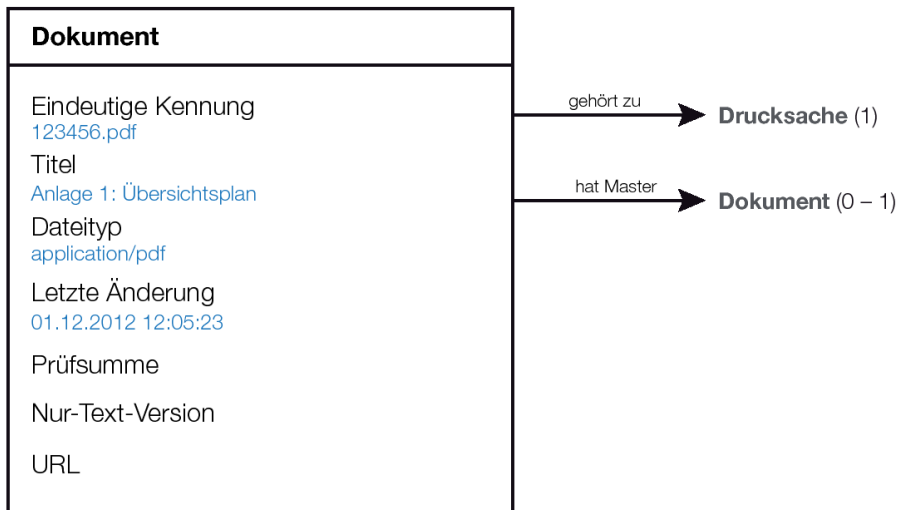 Dokument
Eindeutige Kennung
123456.pdf
Titel
Anlage 1: Übersichtsplan
Dateityp
application/pdf
Letzte Änderung
01.12.2012 12:05:23
Prüfsumme
Nur-Text-Version
URL
gehört zu
Drucksache (1)
hat Master
Dokument (0 – 1)